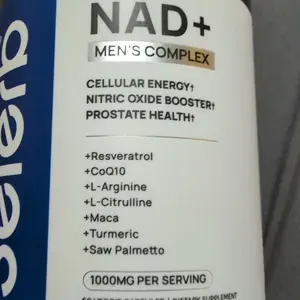 NAD+
MEN'S COMPLEX
CELLULAR ENERGY†
NITRIC OXIDE BOOSTER†
PROSTATE HEALTH†
+Resveratrol
+CoQ10
+L-Arginine
+L-Citrulline
+Maca
+Turmeric
+Saw Palmetto
1000MG PER SERVING